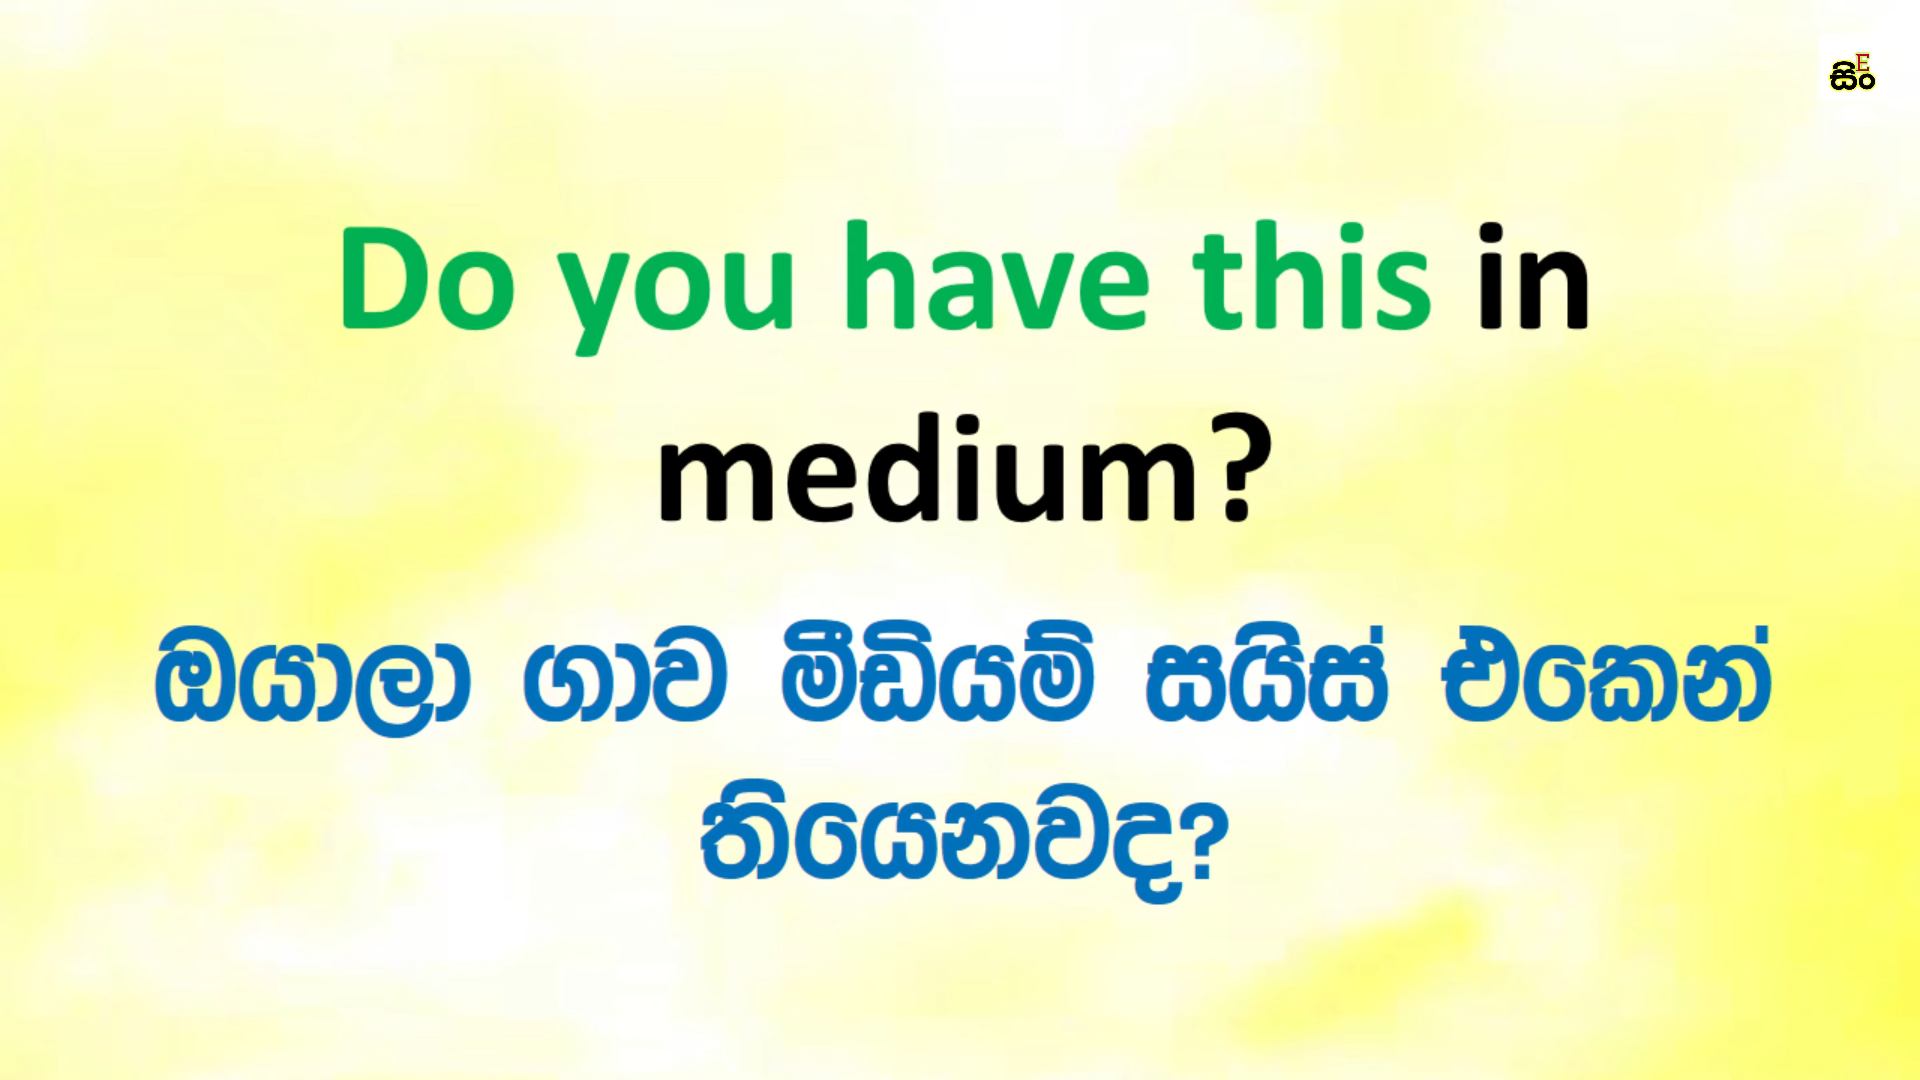 සිංE
Do you have this in
medium?
ඔයාලා ගාව මීඩියම් සයිස් එකෙන්
තියෙනවද?